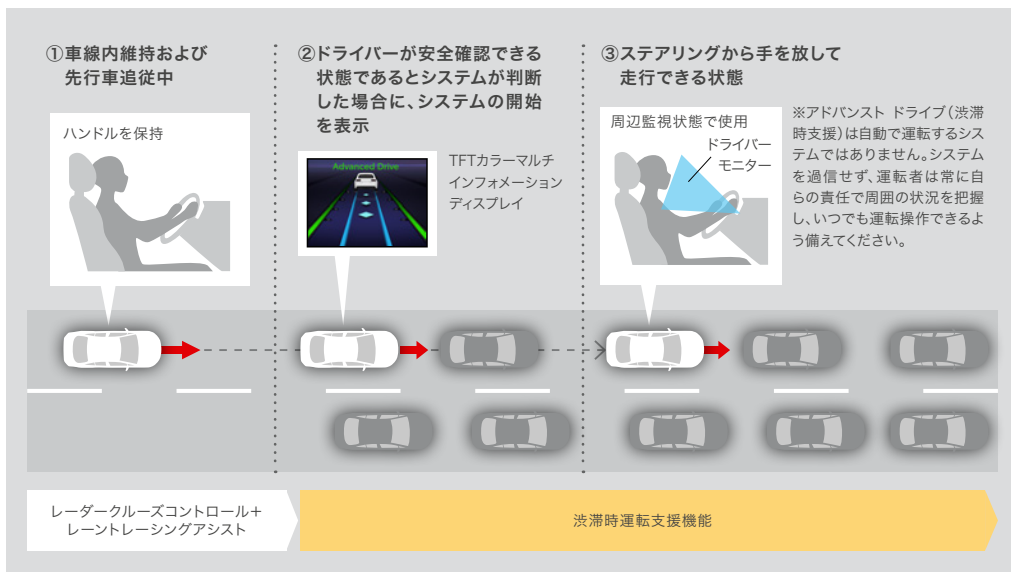 ①車線内維持および
先行車追従中
ハンドルを保持
②ドライバーが安全確認できる
状態であるとシステムが判断
した場合に、システムの開始
を表示
Advanced Drive
TFTカラーマルチ
インフォメーション
ディスプレイ
③ステアリングから手を放して
走行できる状態
周辺監視状態で使用
ドライバー
モニター
※アドバンスト ドライブ(渋滞
時支援)は自動で運転するシス
テムではありません。システム
を過信せず、運転者は常に自
らの責任で周囲の状況を把握
し、いつでも運転操作できるよ
う備えてください。
レーダークルーズコントロール+
レーントレーシングアシスト
渋滞時運転支援機能